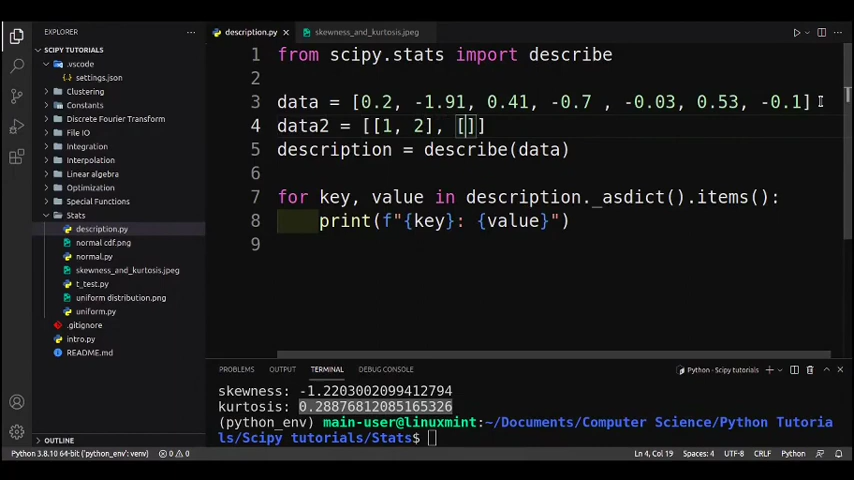 EXPLORER
SCIPY TUTORIALS
.vscode
settings.json
Clustering
Constants
Discrete Fourier Transform
File IO
Integration
Interpolation
Linear algebra
Optimization
Special Functions
Stats
description.py
normal cdf.png
normal.py
skewness_and_kurtosis.jpeg
t_test.py
uniform distribution.png
uniform.py
.gitignore
intro.py
README.md
OUTLINE
description.py
skewness_and_kurtosis.jpeg
1 from scipy.stats import describe
2
3 data = [0.2, -1.91, 0.41, -0.7 , -0.03, 0.53, -0.1]
4 data2 = [[1, 2], []]
5 description = describe(data)
6
7 for key, value in description._asdict().items():
8 print(f"{key}: {value}")
9
PROBLEMS OUTPUT TERMINAL DEBUG CONSOLE
Python - Scipy tutorials
skewness: -1.2203002099412794
kurtosis: 0.28876812085165326
(python_env) main-user@linuxmint:~/Documents/Computer Science/Python Tutoria
ls/Scipy tutorials/Stats$
Python 3.8.10 64-bit ('python_env': venv) 0 0 Ln 4, Col 19 Spaces: 4 UTF-8 CRLF Python